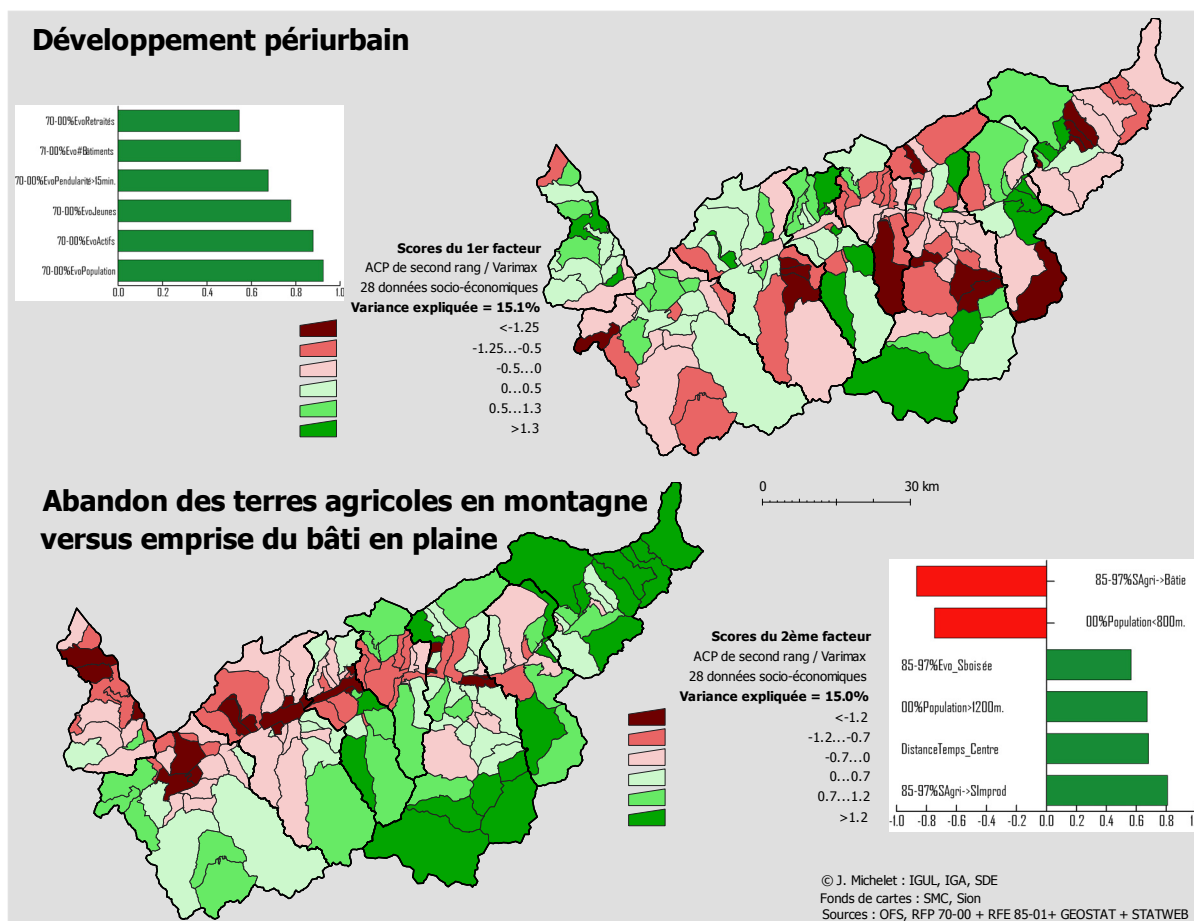 Développement périurbain
70-00%EvoRetraités
71-00%Evo#Bâtiments
70-00%EvoPendularité>15min.
70-00%EvoJeunes
70-00%EvoActifs
70-00%EvoPopulation
0.0 0.2 0.4 0.6 0.8 1.0
Scores du 1er facteur
ACP de second rang / Varimax
28 données socio-économiques
Variance expliquée = 15.1%
<-1.25
-1.25...-0.5
-0.5...0
0...0.5
0.5...1.3
>1.3
0 30 km
Abandon des terres agricoles en montagne
versus emprise du bâti en plaine
Scores du 2ème facteur
ACP de second rang / Varimax
28 données socio-économiques
Variance expliquée = 15.0%
<-1.2
-1.2...-0.7
-0.7...0
0...0.7
0.7...1.2
>1.2
85-97%SAgri->Bâtie
00%Population<800m.
85-97%Evo_Sboisée
00%Population>1200m.
DistanceTemps_Centre
85-97%SAgri->SImprod
-1.0 -0.8 -0.6 -0.4 -0.2 0.0 0.2 0.4 0.6 0.8 1
© J. Michelet : IGUL, IGA, SDE
Fonds de cartes : SMC, Sion
Sources : OFS, RFP 70-00 + RFE 85-01+ GEOSTAT + STATWEB